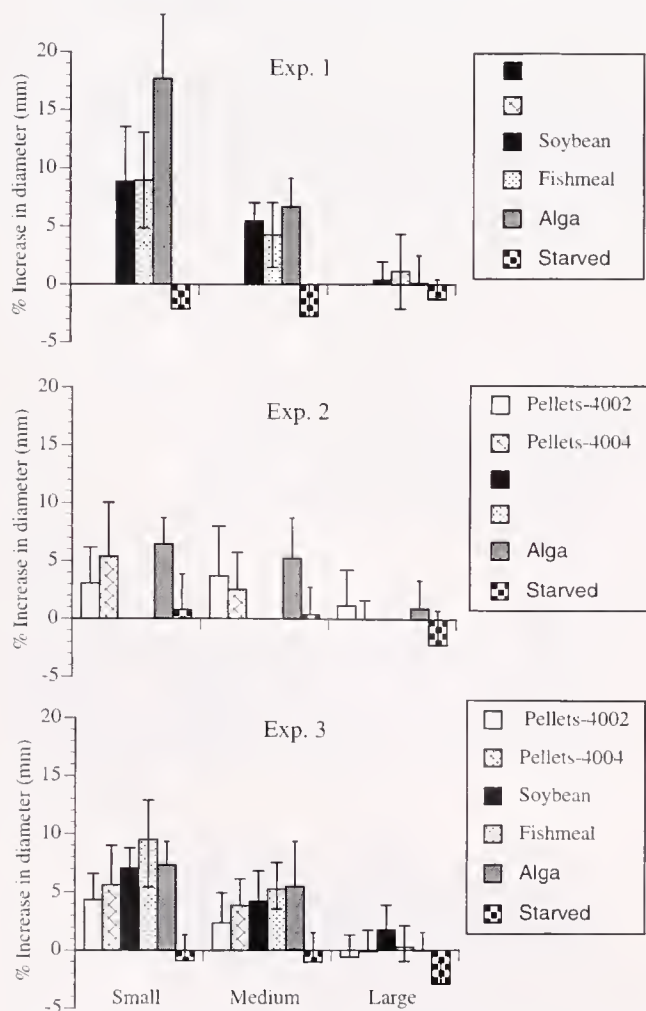 % Increase in diameter (mm)
20
15
10
5
0
-5
Exp. 1
Soybean
Fishmeal
Alga
Starved
% Increase in diameter (mm)
20
15
10
5
0
-5
Exp. 2
Pellets-4002
Pellets-4004
Alga
Starved
% Increase in diameter (mm)
20
15
10
5
0
-5
Exp. 3
Pellets-4002
Pellets-4004
Soybean
Fishmeal
Alga
Starved
Small Medium Large